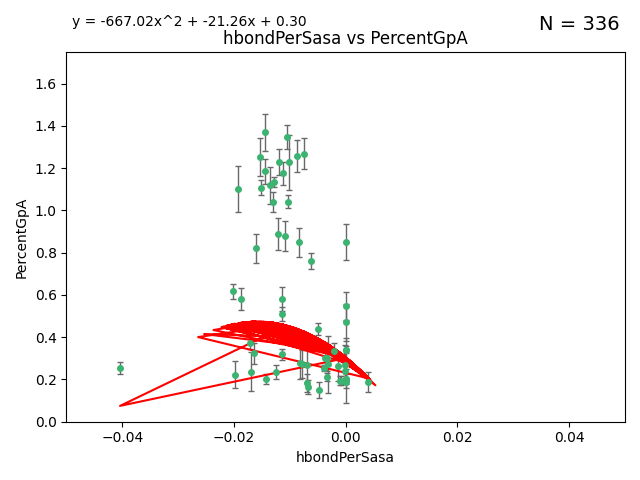 y = -667.02x^2 + -21.26x + 0.30
N = 336
hbondPerSasa vs PercentGpA
1.6
1.4
1.2
1.0
0.8
0.6
0.4
0.2
0.0
PercentGpA
−0.04
−0.02
0.00
0.02
0.04
hbondPerSasa